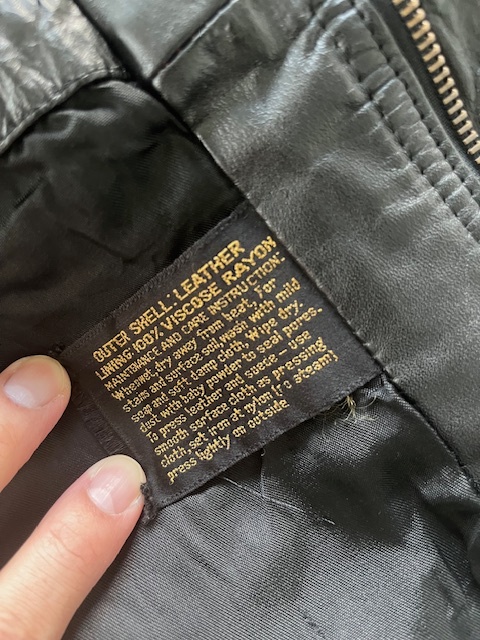 OUTER SHELL: LEATHER
LINING: 100% VISCOSE RAYON
MAINTONANCE AND CARE INSTRUCTION:
When wet, dry away from heat. For
stains and surface soil, wash with mild
soap and soft damp cloth, Wipe dry.
dust with baby powder to seal pores.
To press leather and suete - Use
smooth surface cloth as pressing
cloth, set iron at nylon (ro steam)
press lightly on outside